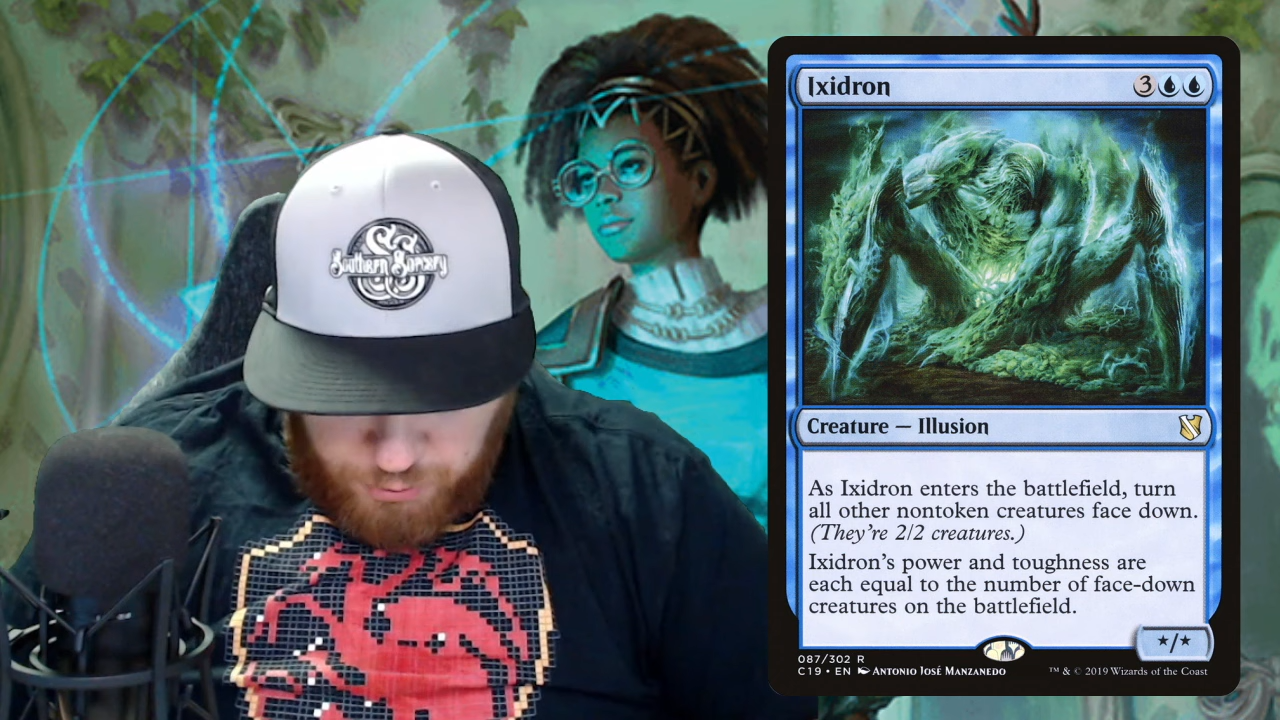 Southern Sorcery
Ixidron
3
Creature — Illusion
As Ixidron enters the battlefield, turn
all other nontoken creatures face down.
(They're 2/2 creatures.)
Ixidron's power and toughness are
each equal to the number of face-down
creatures on the battlefield.
★/★
087/302 R
C19 • EN Antonio José Manzanedo
™ & © 2019 Wizards of the Coast